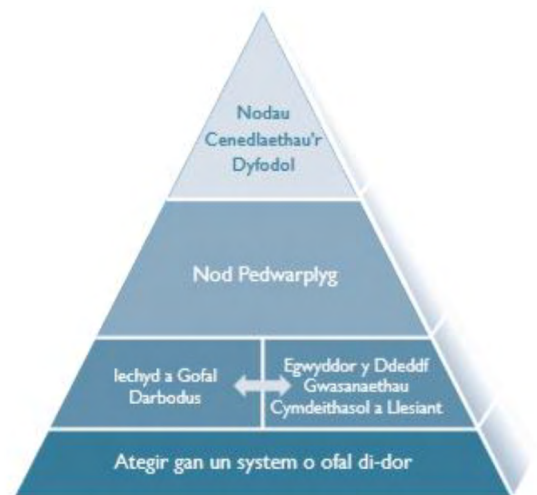 Nodau
Cenedlaethau'r
Dyfodol
Nod Pedwarplyg
Iechyd a Gofal
Darbodus
Egwyddor y Ddeddf
Gwasanaethau
Cymdeithasol a Llesiant
Ategir gan un system o ofal di-dor